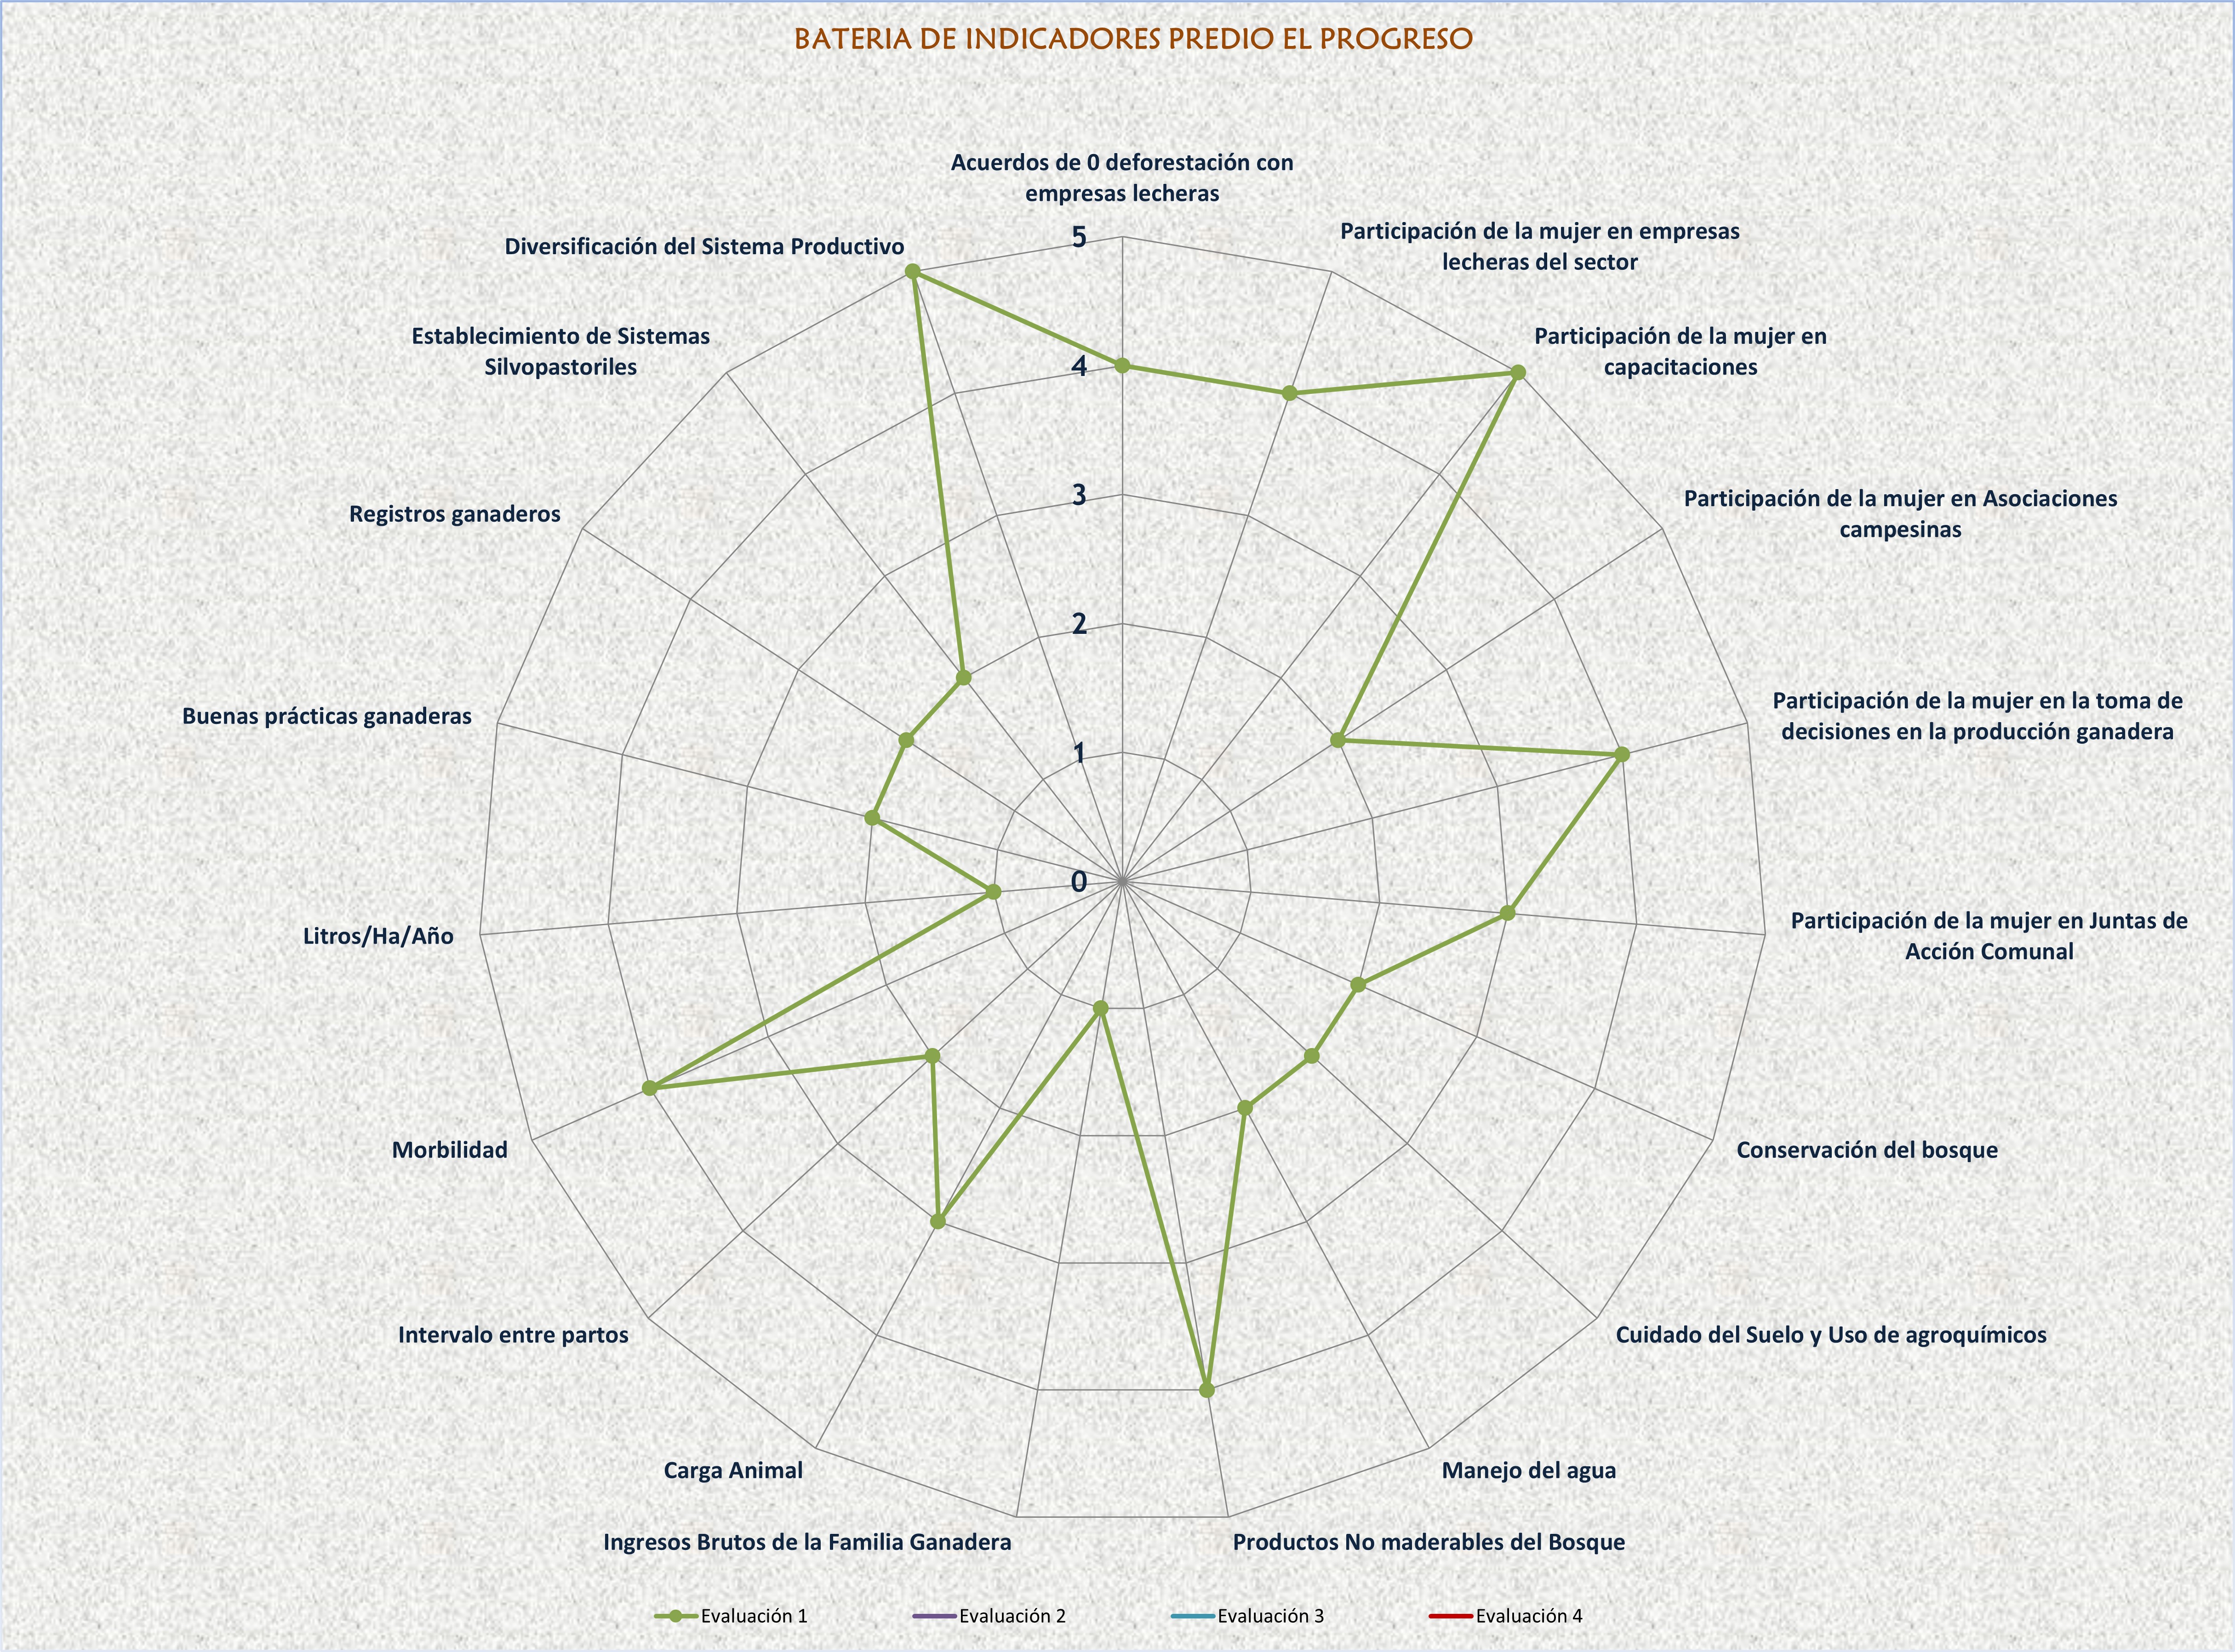 BATERIA DE INDICADORES PREDIO EL PROGRESO
Acuerdos de 0 deforestación con
empresas lecheras
Participación de la mujer en empresas
lecheras del sector
Participación de la mujer en
capacitaciones
Participación de la mujer en Asociaciones
campesinas
Participación de la mujer en la toma de
decisiones en la producción ganadera
Participación de la mujer en Juntas de
Acción Comunal
Conservación del bosque
Cuidado del Suelo y Uso de agroquímicos
Manejo del agua
Productos No maderables del Bosque
Ingresos Brutos de la Familia Ganadera
Carga Animal
Intervalo entre partos
Morbilidad
Litros/Ha/Año
Buenas prácticas ganaderas
Registros ganaderos
Establecimiento de Sistemas
Silvopastoriles
Diversificación del Sistema Productivo
5
4
3
2
1
0
Evaluación 1
Evaluación 2
Evaluación 3
Evaluación 4